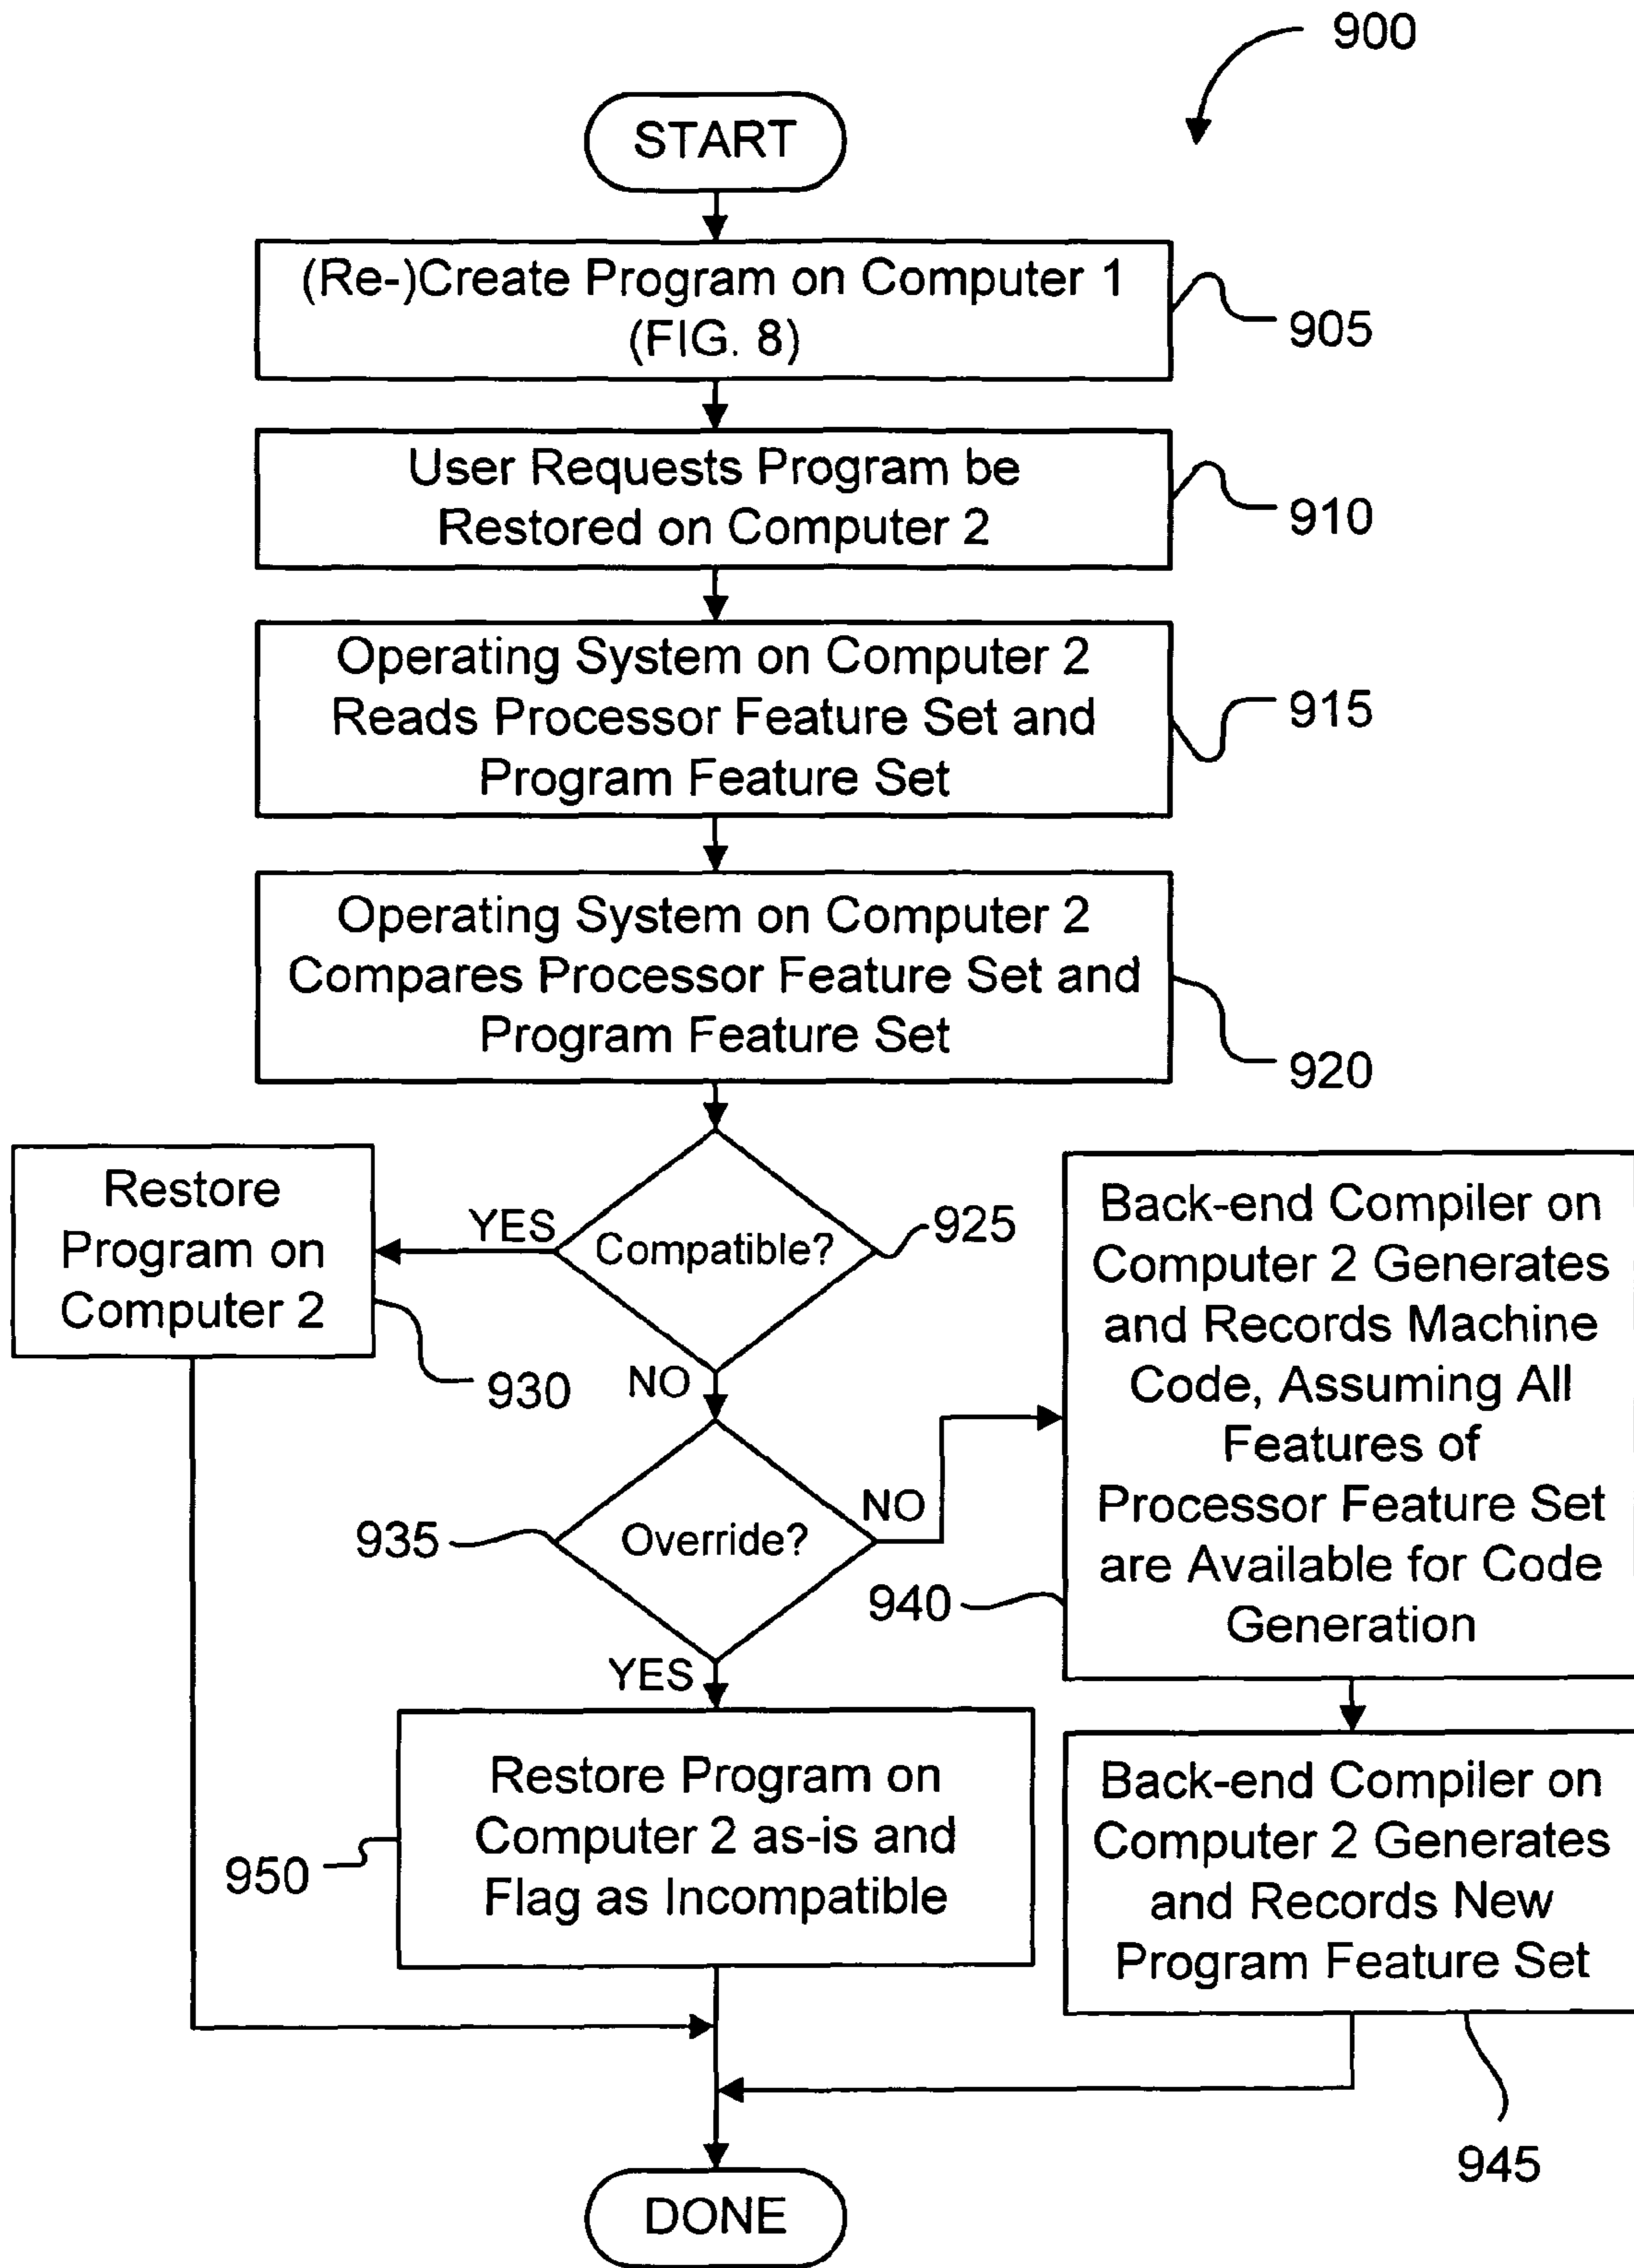 900
START
(Re-)Create Program on Computer 1
(FIG. 8)
905
User Requests Program be
Restored on Computer 2
910
Operating System on Computer 2
Reads Processor Feature Set and
Program Feature Set
915
Operating System on Computer 2
Compares Processor Feature Set and
Program Feature Set
920
Compatible?
925
YES
NO
Restore
Program on
Computer 2
930
Override?
935
NO
YES
Back-end Compiler on
Computer 2 Generates
and Records Machine
Code, Assuming All
Features of
Processor Feature Set
are Available for Code
Generation
940
Restore Program on
Computer 2 as-is and
Flag as Incompatible
950
Back-end Compiler on
Computer 2 Generates
and Records New
Program Feature Set
945
DONE